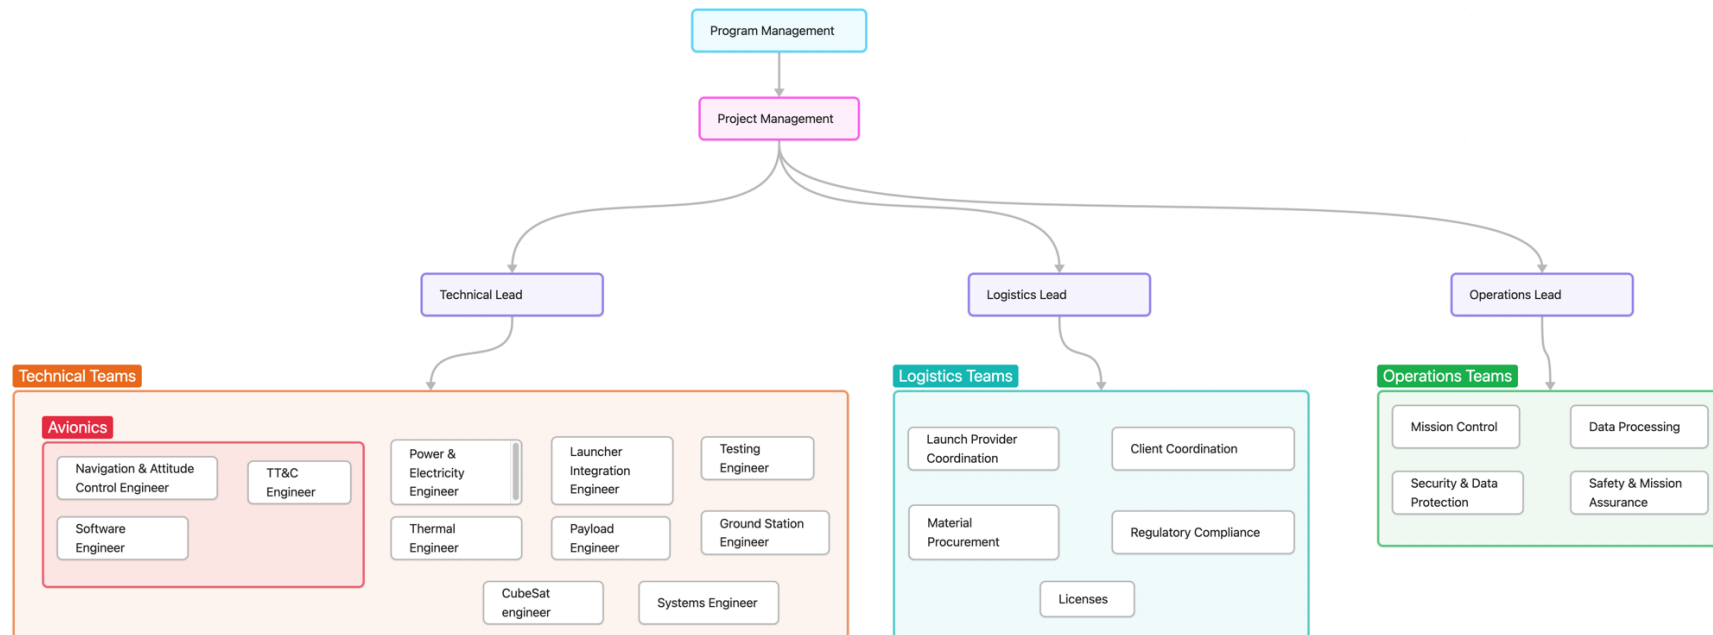 Program Management
Project Management
Technical Lead
Logistics Lead
Operations Lead
Technical Teams
Avionics
Navigation & Attitude
Control Engineer
TT&C
Engineer
Software
Engineer
Power &
Electricity
Engineer
Launcher
Integration
Engineer
Testing
Engineer
Thermal
Engineer
Payload
Engineer
Ground Station
Engineer
CubeSat
engineer
Systems Engineer
Logistics Teams
Launch Provider
Coordination
Client Coordination
Material
Procurement
Regulatory Compliance
Licenses
Operations Teams
Mission Control
Data Processing
Security & Data
Protection
Safety & Mission
Assurance